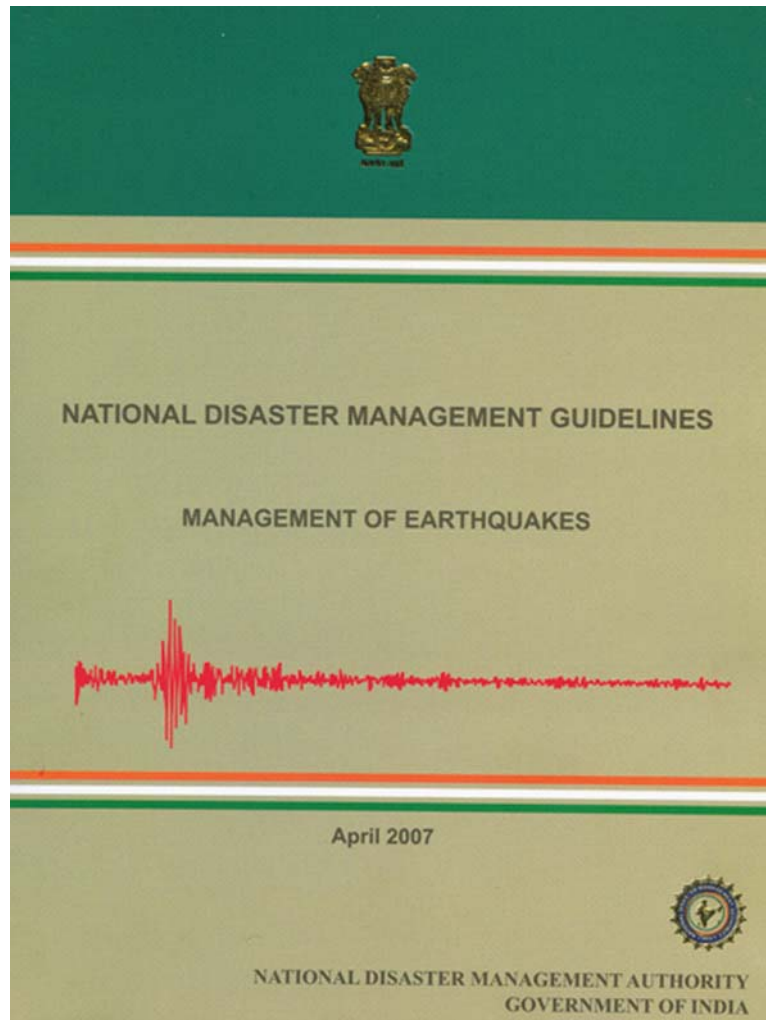 NATIONAL DISASTER MANAGEMENT GUIDELINES
MANAGEMENT OF EARTHQUAKES
April 2007
NATIONAL DISASTER MANAGEMENT AUTHORITY
GOVERNMENT OF INDIA